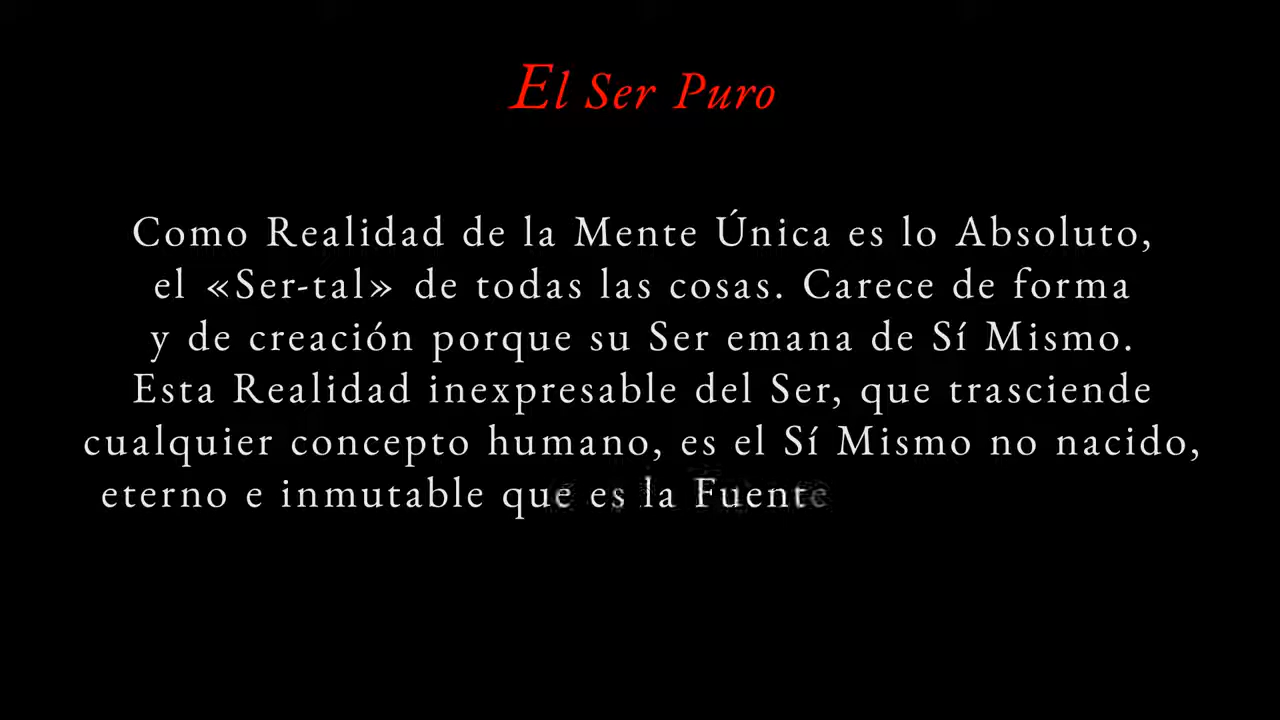 El Ser Puro
Como Realidad de la Mente Única es lo Absoluto,
el «Ser-tal» de todas las cosas. Carece de forma
y de creación porque su Ser emana de Sí Mismo.
Esta Realidad inexpresable del Ser, que trasciende
cualquier concepto humano, es el Sí Mismo no nacido,
eterno e inmutable que es la Fuente